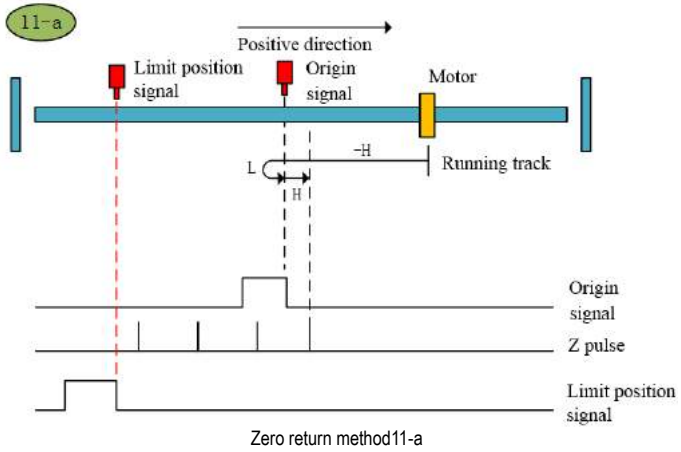 11-a
Positive direction
Limit position
signal
Origin
signal
Motor
-H
L
H
Running track
Origin
signal
Z pulse
Limit position
signal
Zero return method11-a